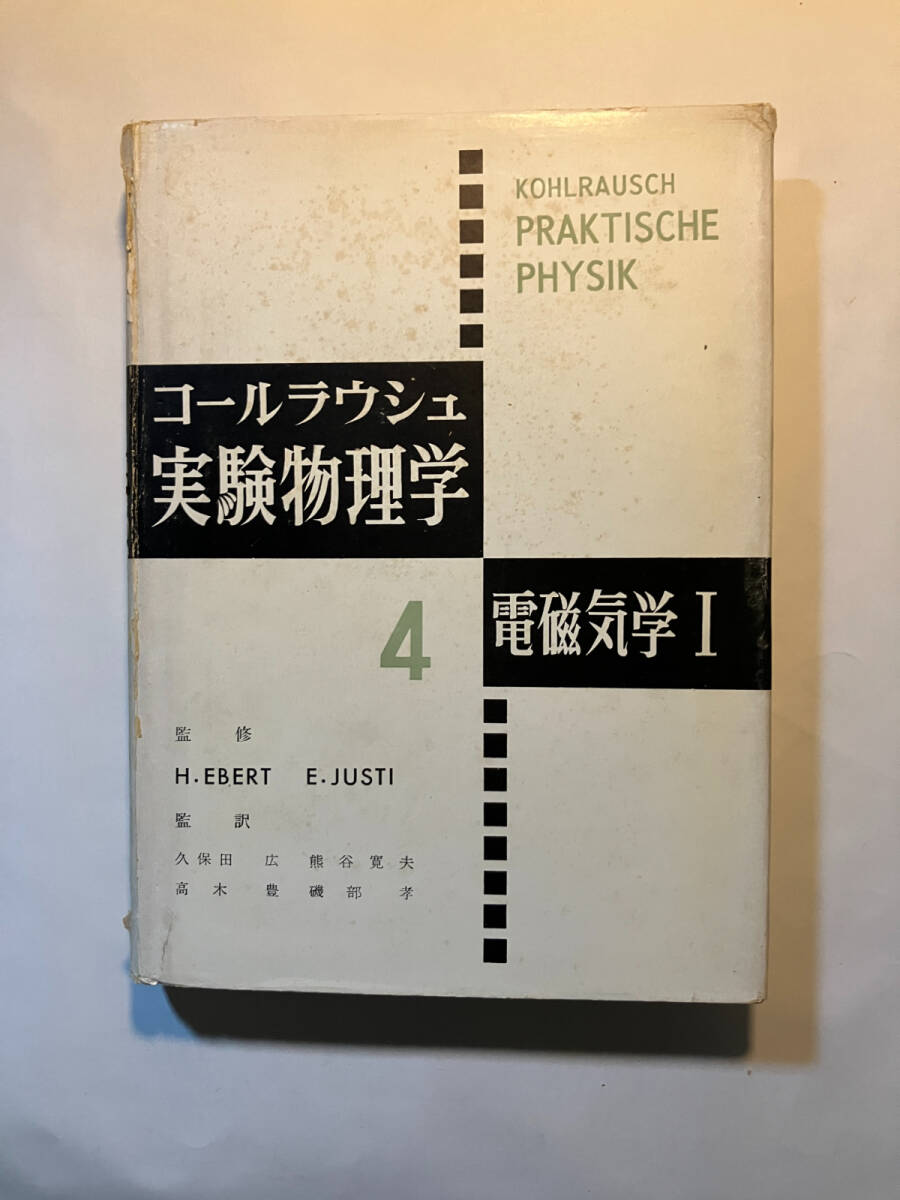 KOHLRAUSCH
PRAKTISCHE
PHYSIK
コールラウシュ
実験物理学
4
電磁気学 I
監修
H. EBERT E. JUSTI
監訳
久保田 広 熊谷寛夫
高木 豊 磯部 孝